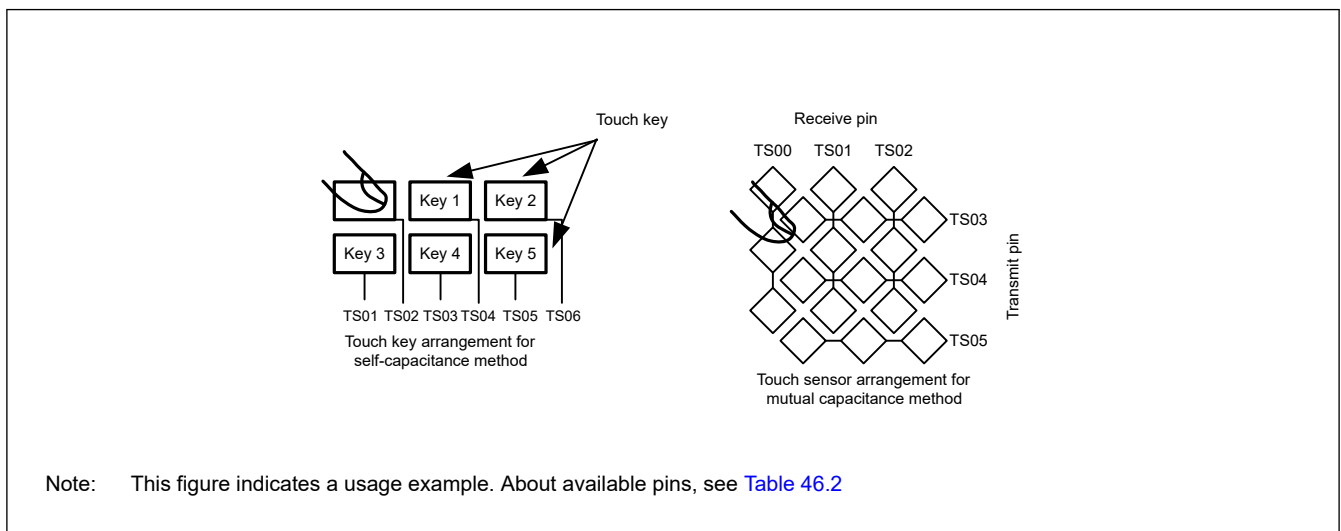 Touch key
Key 1
Key 2
Key 3
Key 4
Key 5
TS01 TS02 TS03 TS04 TS05 TS06
Touch key arrangement for
self-capacitance method
Receive pin
TS00 TS01 TS02
TS03
TS04
TS05
Transmit pin
Touch sensor arrangement for
mutual capacitance method
Note: This figure indicates a usage example. About available pins, see Table 46.2